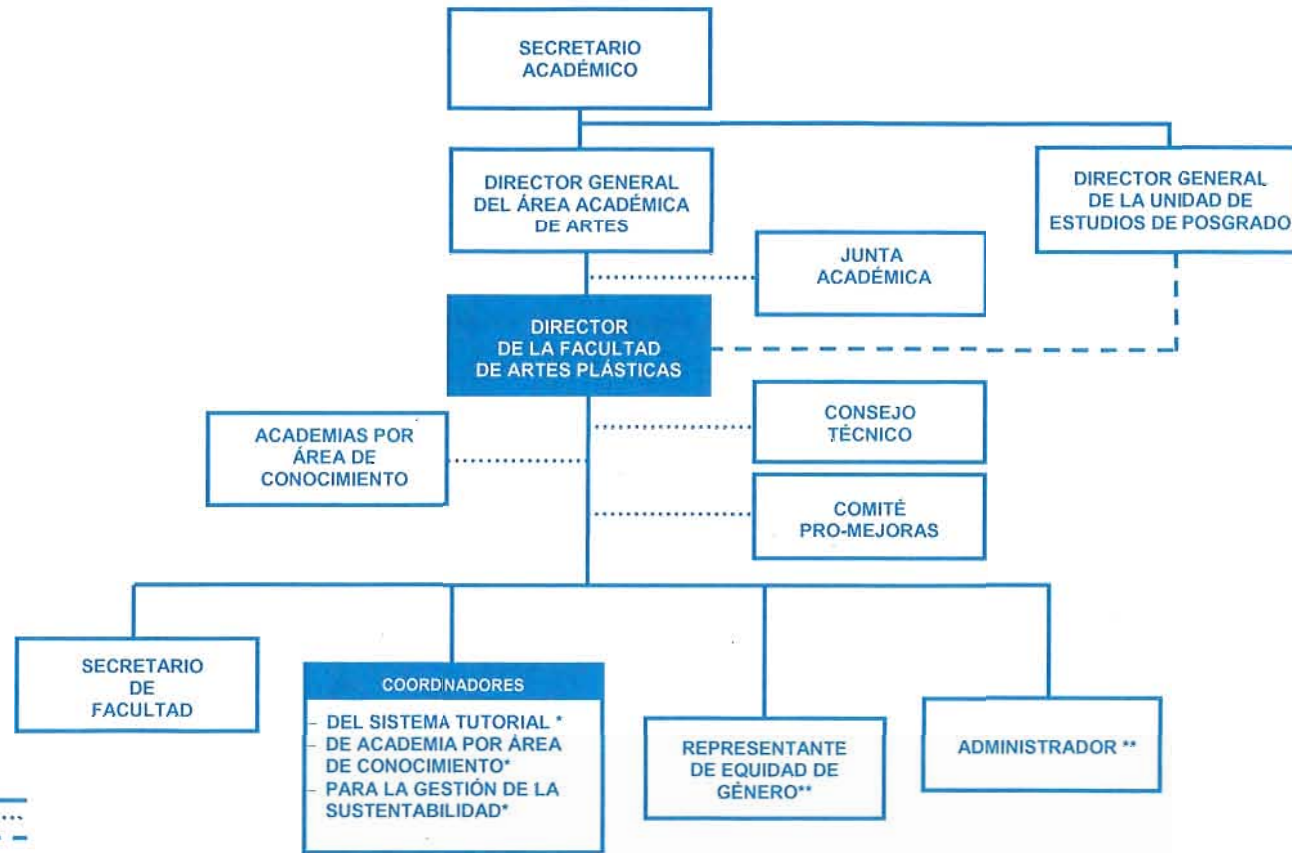 SECRETARIO
ACADÉMICO
DIRECTOR GENERAL
DEL ÁREA ACADÉMICA
DE ARTES
DIRECTOR GENERAL
DE LA UNIDAD DE
ESTUDIOS DE POSGRADO
JUNTA
ACADÉMICA
DIRECTOR
DE LA FACULTAD
DE ARTES PLÁSTICAS
CONSEJO
TÉCNICO
ACADEMIAS POR
ÁREA DE
CONOCIMIENTO
COMITÉ
PRO-MEJORAS
SECRETARIO
DE
FACULTAD
COORDINADORES
– DEL SISTEMA TUTORIAL *
– DE ACADEMIA POR ÁREA
DE CONOCIMIENTO*
– PARA LA GESTIÓN DE LA
SUSTENTABILIDAD*
REPRESENTANTE
DE EQUIDAD DE
GÉNERO**
ADMINISTRADOR **